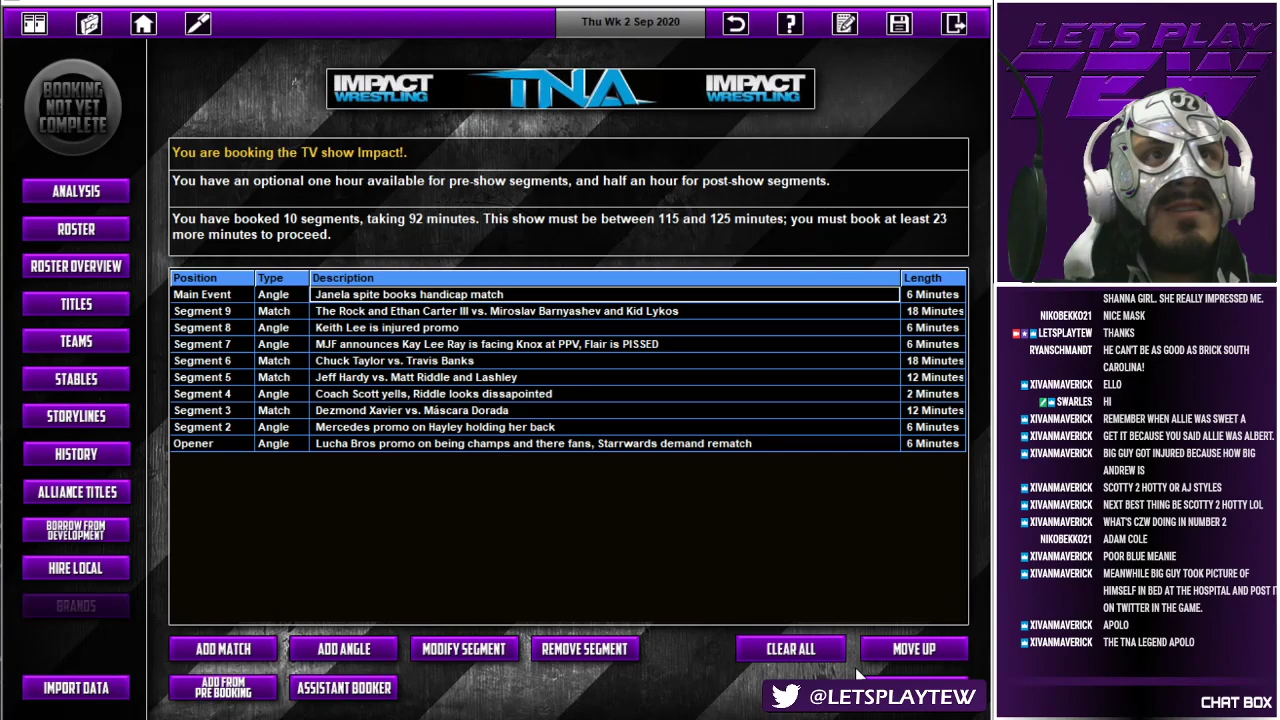 Thu Wk 2 Sep 2020
LETS PLAY
TEW
BOOKING
NOT YET
COMPLETE
IMPACT
WRESTLING
TNA
IMPACT
WRESTLING
You are booking the TV show Impact!.
You have an optional one hour available for pre-show segments, and half an hour for post-show segments.
You have booked 10 segments, taking 92 minutes. This show must be between 115 and 125 minutes; you must book at least 23
more minutes to proceed.
ANALYSIS
ROSTER
ROSTER OVERVIEW
TITLES
TEAMS
STABLES
STORYLINES
HISTORY
ALLIANCE TITLES
BORROW FROM
DEVELOPMENT
HIRE LOCAL
BRANDS
IMPORT DATA
Position Type Description Length
Main Event Angle Janela spite books handicap match 6 Minutes
Segment 9 Match The Rock and Ethan Carter III vs. Miroslav Barnyashev and Kid Lykos 18 Minutes
Segment 8 Angle Keith Lee is injured promo 6 Minutes
Segment 7 Angle MJF announces Kay Lee Ray is facing Knox at PPV, Flair is PISSED 6 Minutes
Segment 6 Match Chuck Taylor vs. Travis Banks 18 Minutes
Segment 5 Match Jeff Hardy vs. Matt Riddle and Lashley 12 Minutes
Segment 4 Angle Coach Scott yells, Riddle looks dissapointed 2 Minutes
Segment 3 Match Dezmond Xavier vs. Máscara Dorada 12 Minutes
Segment 2 Angle Mercedes promo on Hayley holding her back 6 Minutes
Opener Angle Lucha Bros promo on being champs and there fans, Starrwards demand rematch 6 Minutes
ADD MATCH ADD ANGLE MODIFY SEGMENT REMOVE SEGMENT CLEAR ALL MOVE UP
ADD FROM
PRE BOOKING
ASSISTANT BOOKER
@LETSPLAYTEW
SHANNA GIRL. SHE REALLY IMPRESSED ME.
NIKOBEKKO21 NICE MASK
LETSPLAYTEW THANKS
RYANSCHMANDT HE CAN'T BE AS GOOD AS BRICK SOUTH
CAROLINA!
XIVANMAVERICK ELLO
SWARLES HI
XIVANMAVERICK REMEMBER WHEN ALLIE WAS SWEET A
XIVANMAVERICK GET IT BECAUSE YOU SAID ALLIE WAS ALBERT.
XIVANMAVERICK BIG GUY GOT INJURED BECAUSE HOW BIG
ANDREW IS
XIVANMAVERICK SCOTTY 2 HOTTY OR AJ STYLES
XIVANMAVERICK NEXT BEST THING BE SCOTTY 2 HOTTY LOL
XIVANMAVERICK WHAT'S CZW DOING IN NUMBER 2
NIKOBEKKO21 ADAM COLE
XIVANMAVERICK POOR BLUE MEANIE
XIVANMAVERICK MEANWHILE BIG GUY TOOK PICTURE OF
HIMSELF IN BED AT THE HOSPITAL AND POST IT
ON TWITTER IN THE GAME.
XIVANMAVERICK APOLO
XIVANMAVERICK THE TNA LEGEND APOLO
CHAT BOX